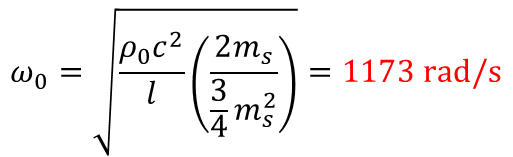 ω₀ = √(ρ₀c²/l (2mₛ/(3/4 mₛ²))) = 1173 rad/s